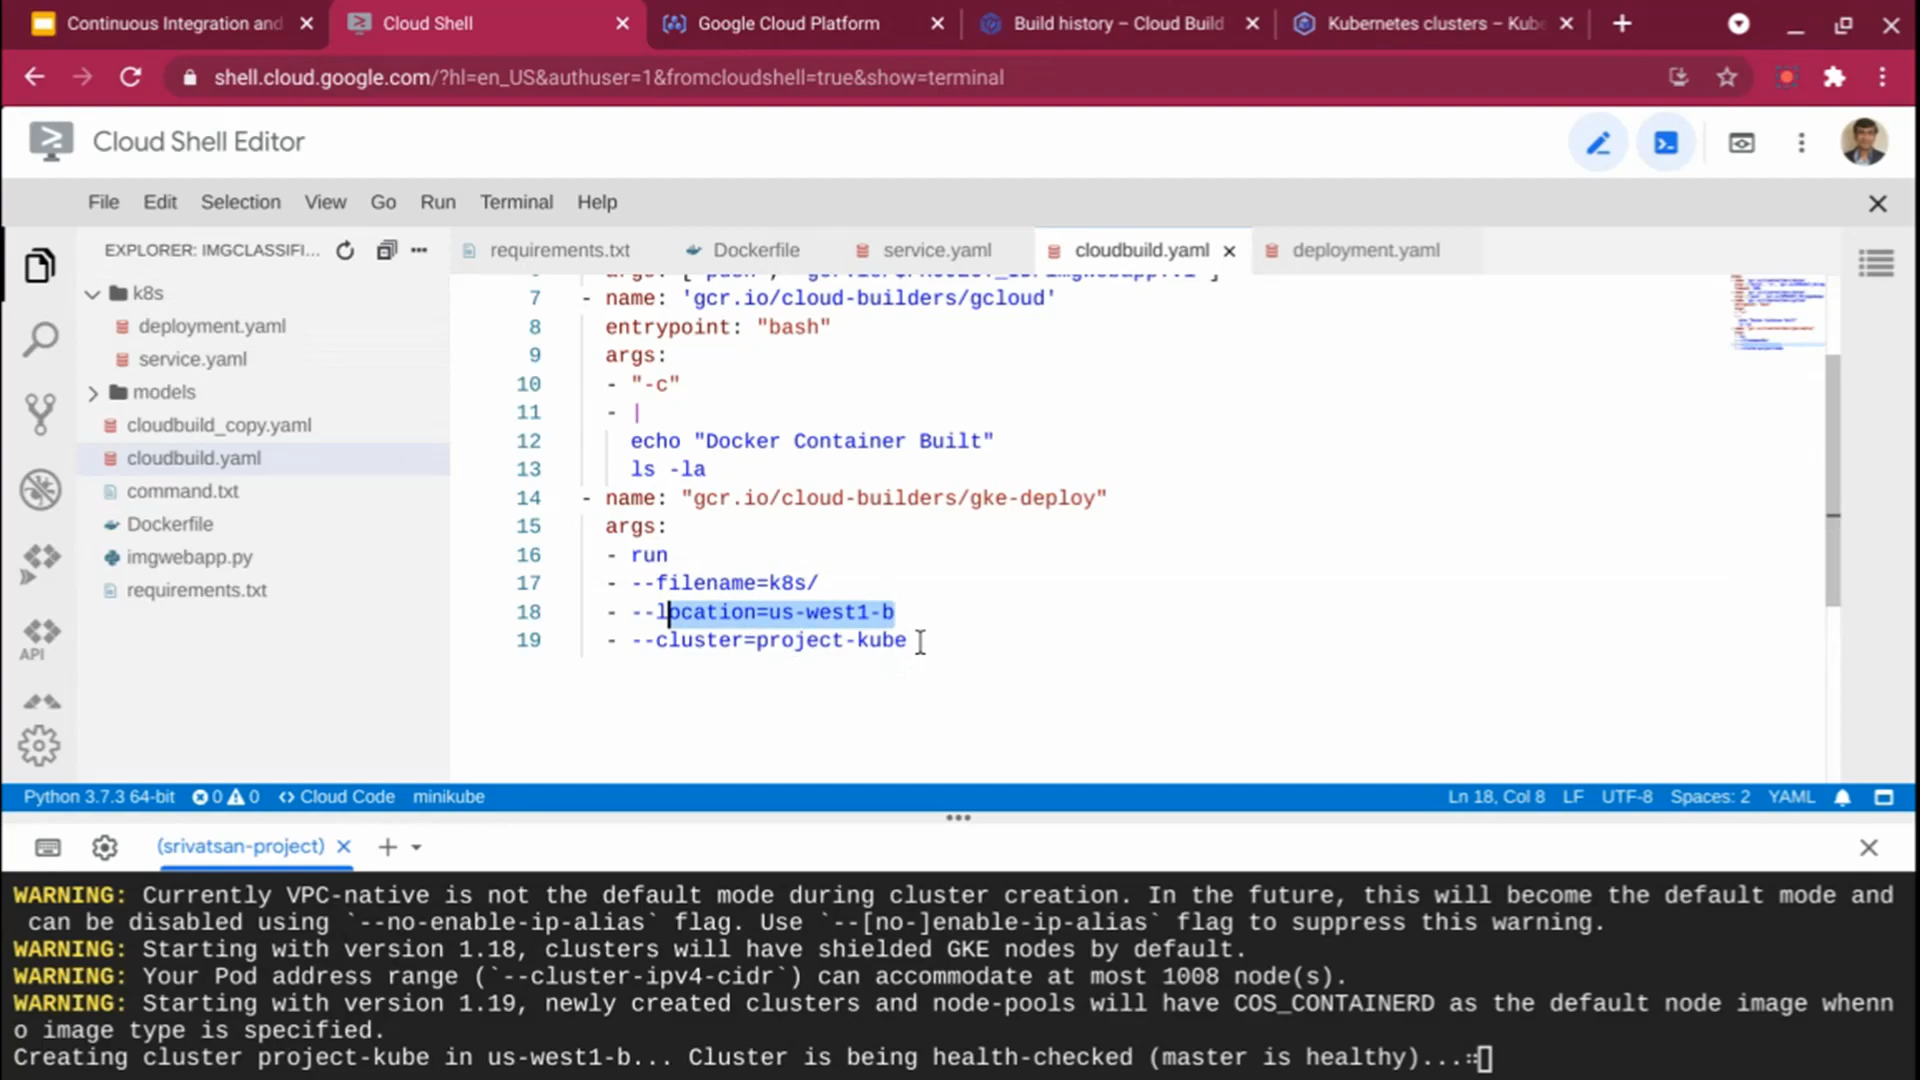 Continuous Integration and
Cloud Shell
Google Cloud Platform
Build history – Cloud Build
Kubernetes clusters – Kube
shell.cloud.google.com/?hl=en_US&authuser=1&fromcloudshell=true&show=terminal
Cloud Shell Editor
File Edit Selection View Go Run Terminal Help
EXPLORER: IMGCLASSIFI...
requirements.txt Dockerfile service.yaml cloudbuild.yaml deployment.yaml
k8s
deployment.yaml
service.yaml
models
cloudbuild_copy.yaml
cloudbuild.yaml
command.txt
Dockerfile
imgwebapp.py
requirements.txt
API
7 - name: 'gcr.io/cloud-builders/gcloud'
8 entrypoint: "bash"
9 args:
10 - "-c"
11 - |
12 echo "Docker Container Built"
13 ls -la
14 - name: "gcr.io/cloud-builders/gke-deploy"
15 args:
16 - run
17 - --filename=k8s/
18 - --location=us-west1-b
19 - --cluster=project-kube
Python 3.7.3 64-bit 0 0 <> Cloud Code minikube Ln 18, Col 8 LF UTF-8 Spaces: 2 YAML
(srivatsan-project)
WARNING: Currently VPC-native is not the default mode during cluster creation. In the future, this will become the default mode and
can be disabled using `--no-enable-ip-alias` flag. Use `--[no-]enable-ip-alias` flag to suppress this warning.
WARNING: Starting with version 1.18, clusters will have shielded GKE nodes by default.
WARNING: Your Pod address range (`--cluster-ipv4-cidr`) can accommodate at most 1008 node(s).
WARNING: Starting with version 1.19, newly created clusters and node-pools will have COS_CONTAINERD as the default node image whenn
o image type is specified.
Creating cluster project-kube in us-west1-b... Cluster is being health-checked (master is healthy)...